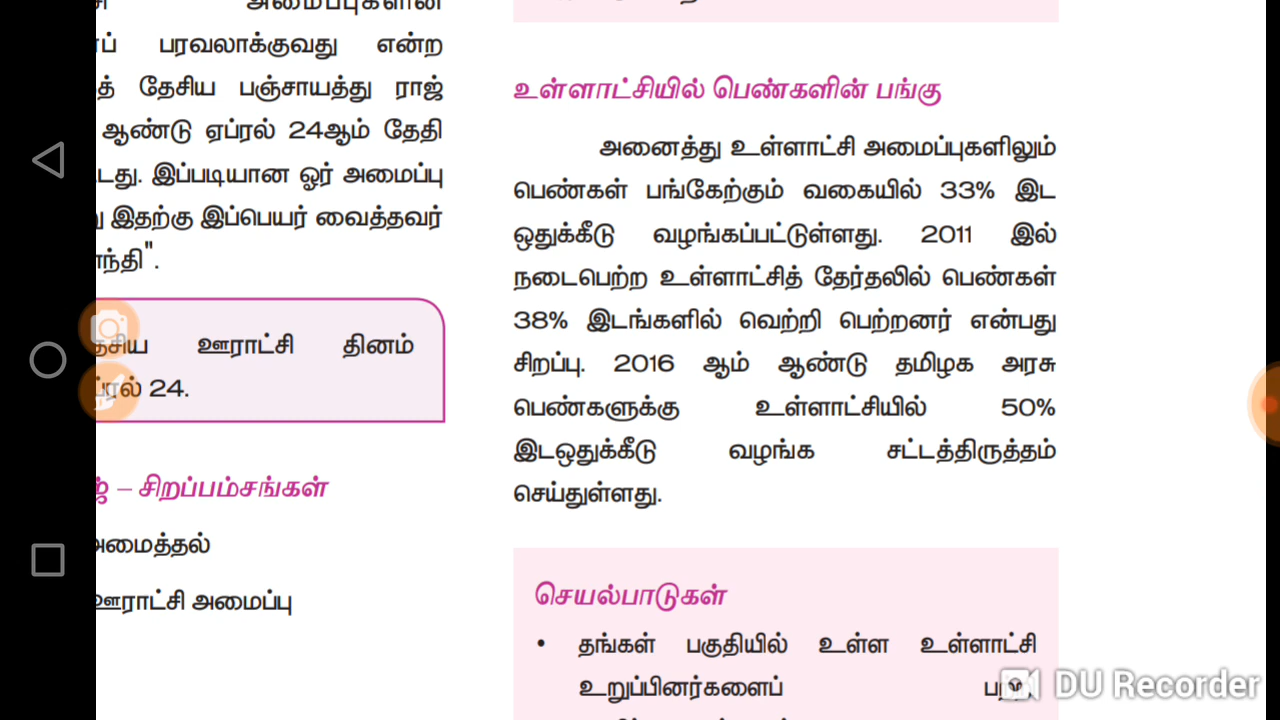 அமைப்புகளின்
பரவலாக்குவது என்ற
தேசிய பஞ்சாயத்து ராஜ்
ஆண்டு ஏப்ரல் 24ஆம் தேதி
இப்படியான ஓர் அமைப்பு
இதற்கு இப்பெயர் வைத்தவர்
ஊராட்சி தினம்
24.
– சிறப்பம்சங்கள்
அமைத்தல்
ஊராட்சி அமைப்பு
உள்ளாட்சியில் பெண்களின் பங்கு
அனைத்து உள்ளாட்சி அமைப்புகளிலும்
பெண்கள் பங்கேற்கும் வகையில் 33% இட
ஒதுக்கீடு வழங்கப்பட்டுள்ளது. 2011 இல்
நடைபெற்ற உள்ளாட்சித் தேர்தலில் பெண்கள்
38% இடங்களில் வெற்றி பெற்றனர் என்பது
சிறப்பு. 2016 ஆம் ஆண்டு தமிழக அரசு
பெண்களுக்கு உள்ளாட்சியில் 50%
இடஒதுக்கீடு வழங்க சட்டத்திருத்தம்
செய்துள்ளது.
செயல்பாடுகள்
• தங்கள் பகுதியில் உள்ள உள்ளாட்சி
உறுப்பினர்களைப்
DU Recorder